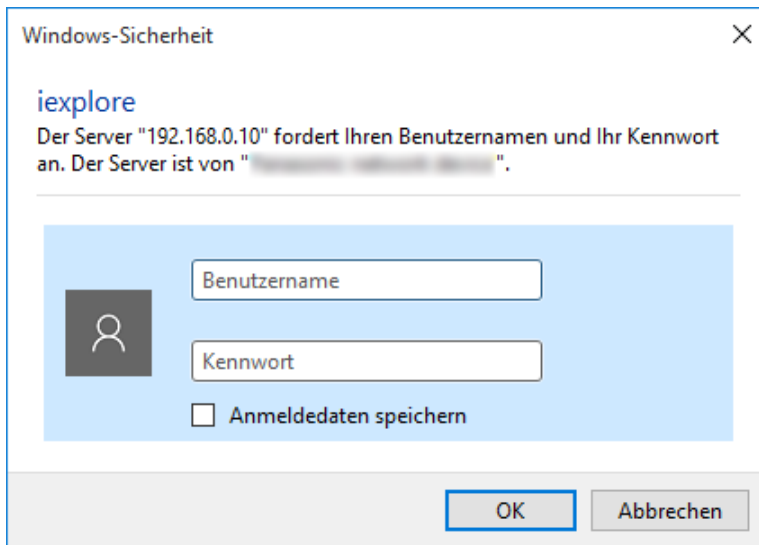 Windows-Sicherheit
iexplore
Der Server "192.168.0.10" fordert Ihren Benutzernamen und Ihr Kennwort
an. Der Server ist von " ".
Benutzername
Kennwort
Anmeldedaten speichern
OK
Abbrechen